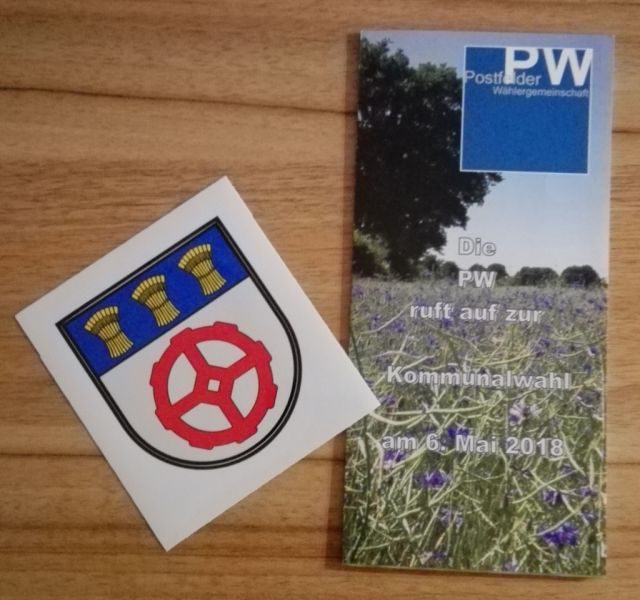 PW
Postfelder
Wählergemeinschaft
Die
PW
ruft auf zur
Kommunalwahl
am 6. Mai 2018